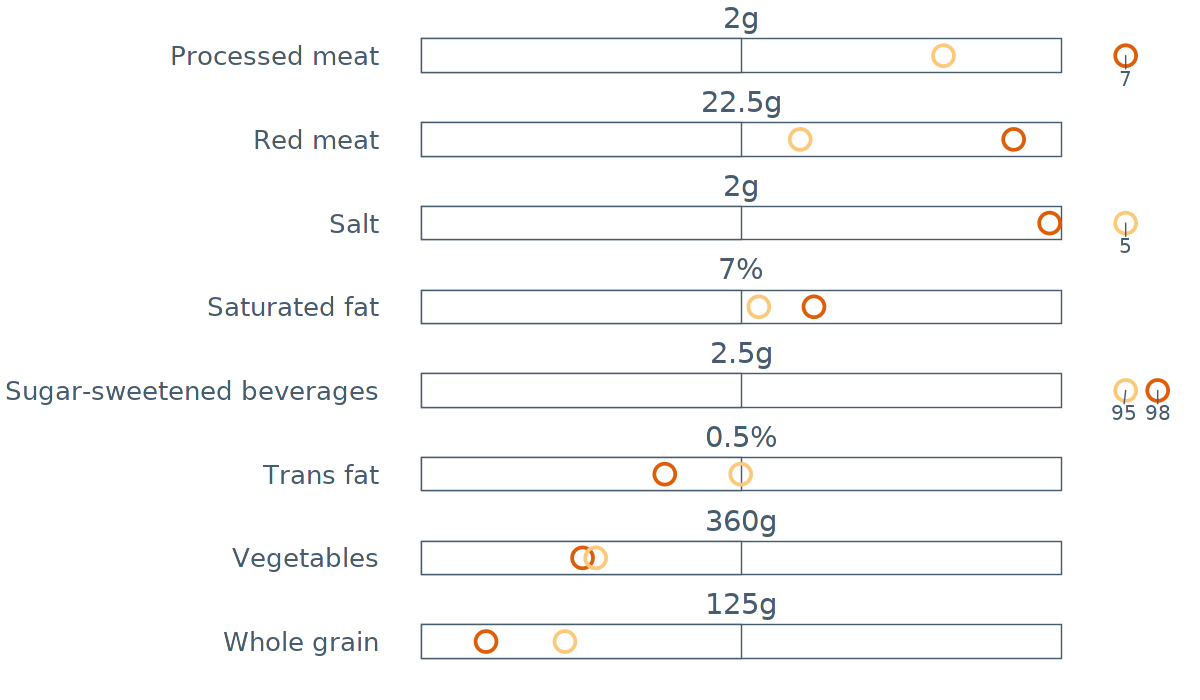 2g
Processed meat
7
22.5g
Red meat
2g
Salt
5
7%
Saturated fat
2.5g
Sugar-sweetened beverages
95 98
0.5%
Trans fat
360g
Vegetables
125g
Whole grain